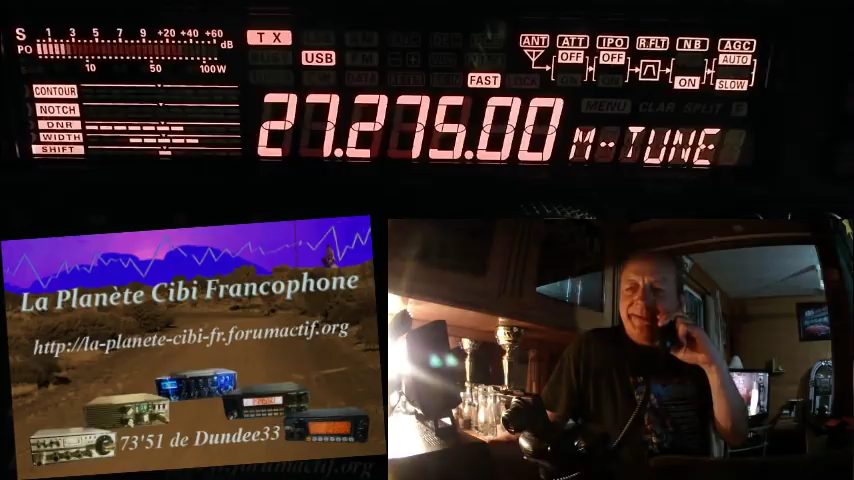 S 1 3 5 7 9 +20 +40 +60 dB
PO 10 50 100W
TX
USB
FAST
ANT ATT IPO R.FLT NB AGC
OFF OFF AUTO
ON SLOW
CONTOUR
NOTCH
DNR
WIDTH
SHIFT
MENU CLAR SPLIT
27.275.00 M-TUNE
La Planète Cibi Francophone
http://la-planete-cibi-fr.forumactif.org
73'51 de Dundee33